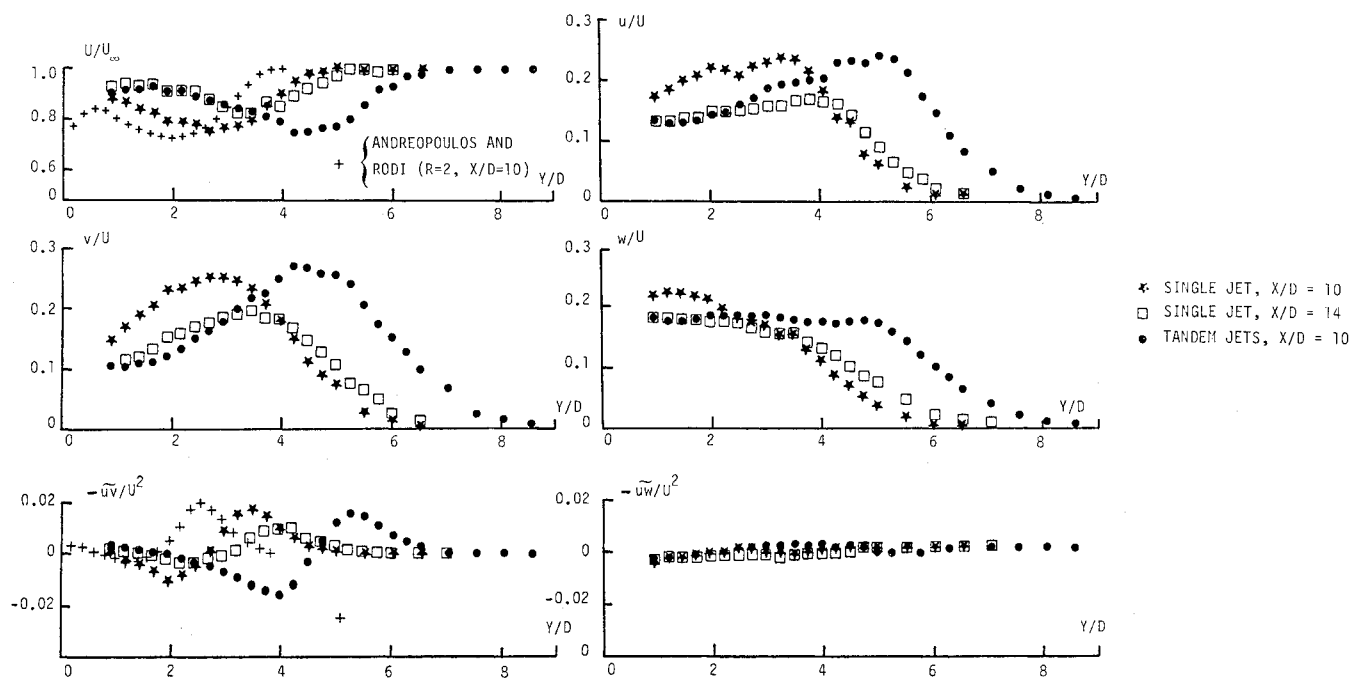 U/U∞
1.0
0.8
0.6
0
0 2 4 6 8
+ { ANDREOPOULOS AND
RODI (R=2, X/D=10)
Y/D
u/U
0.3
0.2
0.1
0
0 2 4 6 8
Y/D
v/U
0.3
0.2
0.1
0
0 2 4 6 8
Y/D
w/U
0.3
0.2
0.1
0
0 2 4 6 8
Y/D
SINGLE JET, X/D = 10
SINGLE JET, X/D = 14
TANDEM JETS, X/D = 10
-u͠v/U²
0.02
0
-0.02
0 2 4 6 8
Y/D
-u͠w/U²
0.02
0
-0.02
0
0 2 4 6 8
Y/D